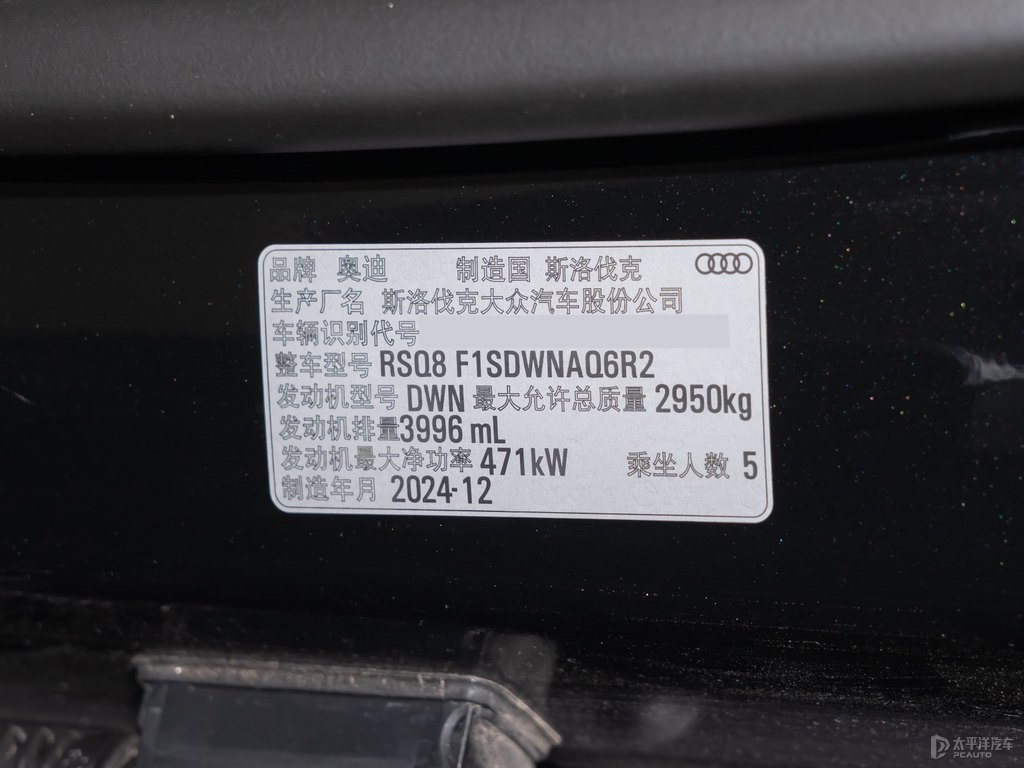 品牌 奥迪 制造国 斯洛伐克
生产厂名 斯洛伐克大众汽车股份公司
车辆识别代号
整车型号 RSQ8 F1SDWNAQ6R2
发动机型号 DWN 最大允许总质量 2950kg
发动机排量3996 mL
发动机最大净功率 471kW 乘坐人数 5
制造年月 2024-12
太平洋汽车
PCAUTO